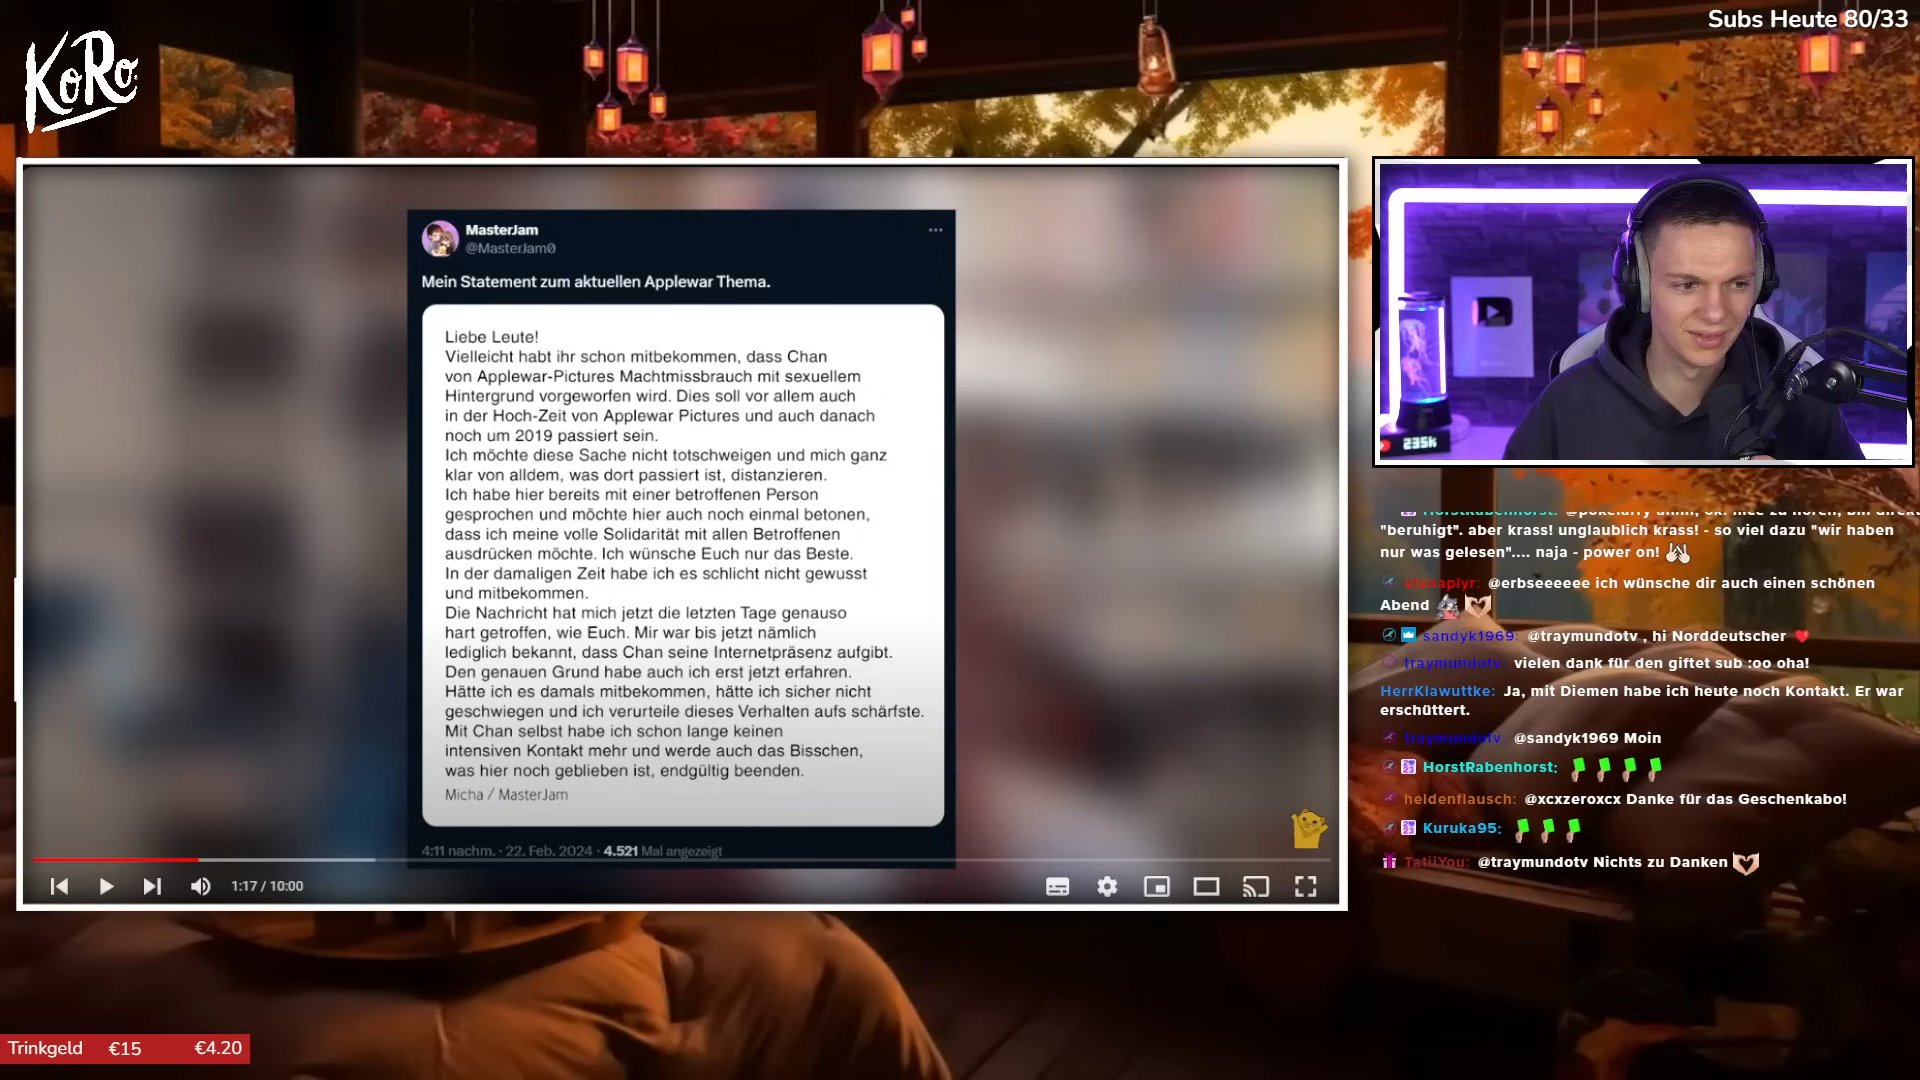 Subs Heute 80/33
KoRo
MasterJam
@MasterJam0
Mein Statement zum aktuellen Applewar Thema.
Liebe Leute!
Vielleicht habt ihr schon mitbekommen, dass Chan
von Applewar-Pictures Machtmissbrauch mit sexuellem
Hintergrund vorgeworfen wird. Dies soll vor allem auch
in der Hoch-Zeit von Applewar Pictures und auch danach
noch um 2019 passiert sein.
Ich möchte diese Sache nicht totschweigen und mich ganz
klar von alldem, was dort passiert ist, distanzieren.
Ich habe hier bereits mit einer betroffenen Person
gesprochen und möchte hier auch noch einmal betonen,
dass ich meine volle Solidarität mit allen Betroffenen
ausdrücken möchte. Ich wünsche Euch nur das Beste.
In der damaligen Zeit habe ich es schlicht nicht gewusst
und mitbekommen.
Die Nachricht hat mich jetzt die letzten Tage genauso
hart getroffen, wie Euch. Mir war bis jetzt nämlich
lediglich bekannt, dass Chan seine Internetpräsenz aufgibt.
Den genauen Grund habe auch ich erst jetzt erfahren.
Hätte ich es damals mitbekommen, hätte ich sicher nicht
geschwiegen und ich verurteile dieses Verhalten aufs schärfste.
Mit Chan selbst habe ich schon lange keinen
intensiven Kontakt mehr und werde auch das Bisschen,
was hier noch geblieben ist, endgültig beenden.
Micha / MasterJam
4:11 nachm. · 22. Feb. 2024 · 4.521 Mal angezeigt
1:17 / 10:00
235k
"beruhigt". aber krass! unglaublich krass! - so viel dazu "wir haben
nur was gelesen".... naja - power on!
@erbseeeeee ich wünsche dir auch einen schönen
Abend
sandyk1969: @traymundotv , hi Norddeutscher
traymundotv: vielen dank für den giftet sub :oo oha!
HerrKlawuttke: Ja, mit Diemen habe ich heute noch Kontakt. Er war
erschüttert.
traymundotv: @sandyk1969 Moin
HorstRabenhorst:
heldenflausch: @xcxzeroxcx Danke für das Geschenkabo!
Kuruka95:
TatiiYou: @traymundotv Nichts zu Danken
Trinkgeld €15 €4.20